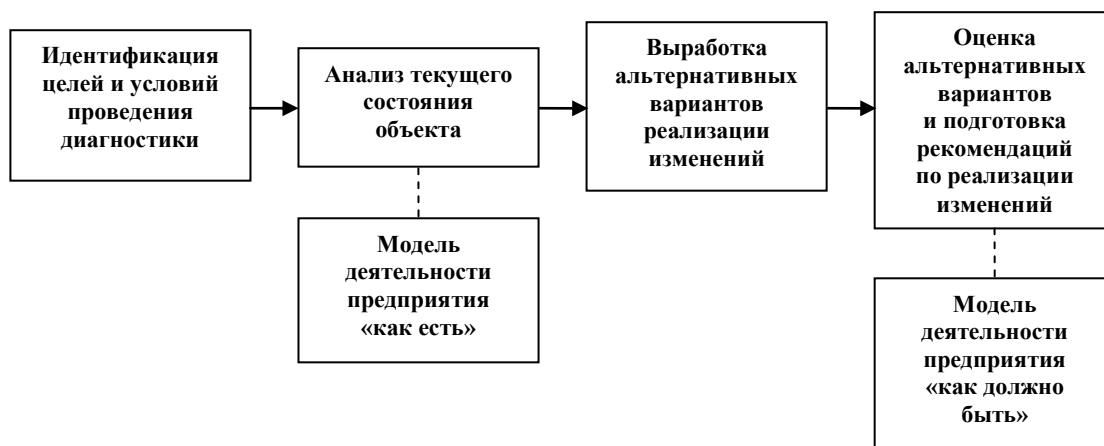 Идентификация
целей и условий
проведения
диагностики
Анализ текущего
состояния
объекта
Выработка
альтернативных
вариантов
реализации
изменений
Оценка
альтернативных
вариантов
и подготовка
рекомендаций
по реализации
изменений
Модель
деятельности
предприятия
«как есть»
Модель
деятельности
предприятия
«как должно
быть»